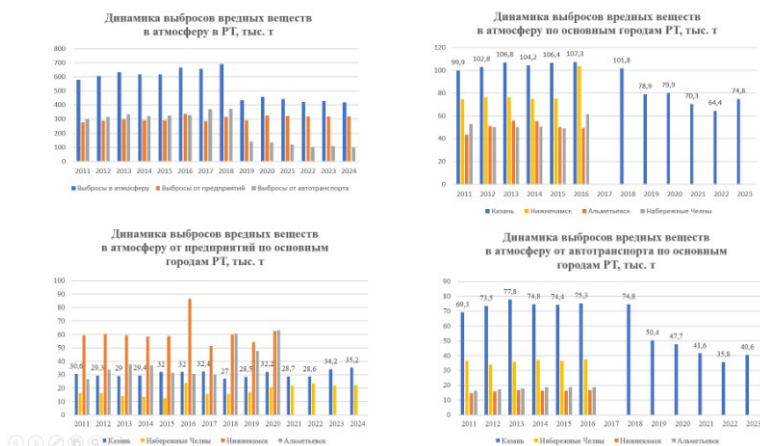 Динамика выбросов вредных веществ
в атмосферу в РТ, тыс. т
800
700
600
500
400
300
200
100
0
2011 2012 2013 2014 2015 2016 2017 2018 2019 2020 2021 2022 2023 2024
Выбросы в атмосферу Выбросы от предприятий Выбросы от автотранспорта
Динамика выбросов вредных веществ
в атмосферу по основным городам РТ, тыс. т
120
100
80
60
40
20
0
99,9 102,8 106,8 104,2 106,4 107,3 101,8 78,9 79,9 70,3 64,4 74,8
2011 2012 2013 2014 2015 2016 2017 2018 2019 2020 2021 2022 2023
Казань Нижнекамск Альметьевск Набережные Челны
Динамика выбросов вредных веществ
в атмосферу от предприятий по основным
городам РТ, тыс. т
100
90
80
70
60
50
40
30
20
10
0
30,6 29,3 29 29,4 32 32 32,4 27 28,5 32,2 28,7 28,6 34,2 35,2
2011 2012 2013 2014 2015 2016 2017 2018 2019 2020 2021 2022 2023 2024
Казань Набережные Челны Нижнекамск Альметьевск
Динамика выбросов вредных веществ
в атмосферу от автотранспорта по основным
городам РТ, тыс. т
90
80
70
60
50
40
30
20
10
0
69,3 73,5 77,8 74,8 74,4 75,3 74,8 50,4 47,7 41,6 35,8 40,6
2011 2012 2013 2014 2015 2016 2017 2018 2019 2020 2021 2022 2023
Казань Набережные Челны Нижнекамск Альметьевск